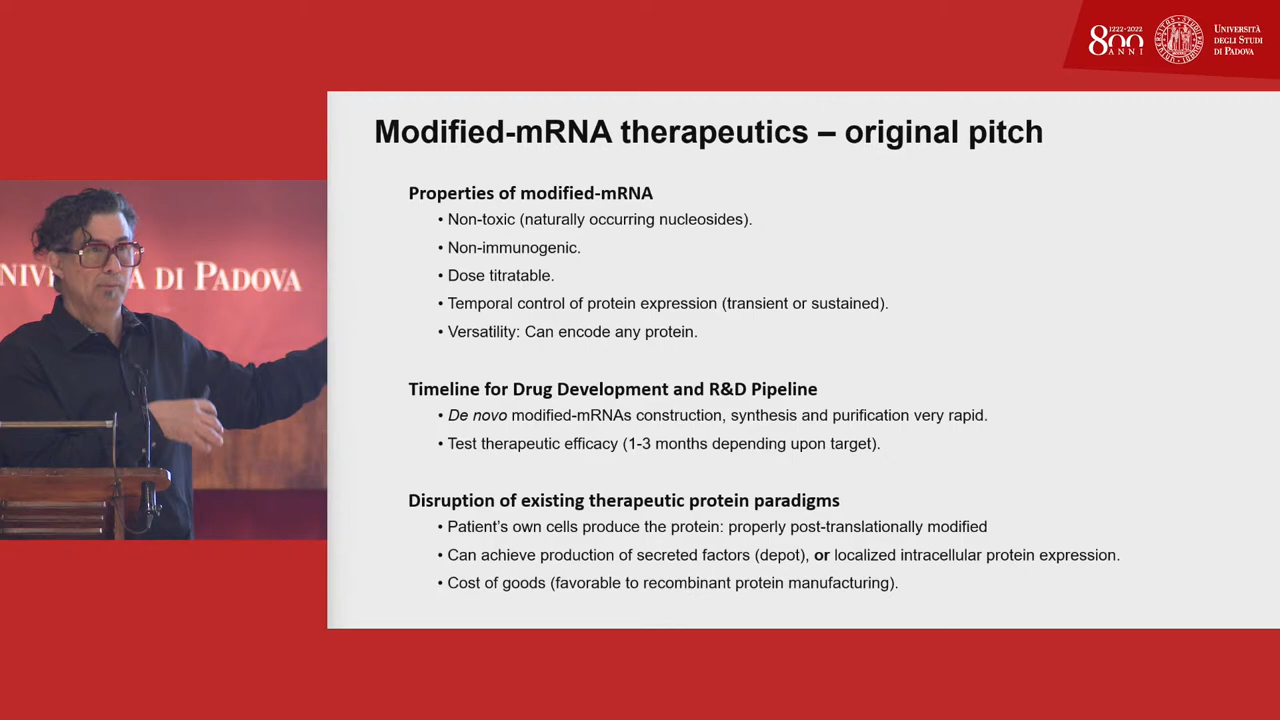 1222·2022
800
ANNI
UNIVERSITÀ
DEGLI STUDI
DI PADOVA
Modified-mRNA therapeutics – original pitch
Properties of modified-mRNA
• Non-toxic (naturally occurring nucleosides).
• Non-immunogenic.
• Dose titratable.
• Temporal control of protein expression (transient or sustained).
• Versatility: Can encode any protein.
Timeline for Drug Development and R&D Pipeline
• De novo modified-mRNAs construction, synthesis and purification very rapid.
• Test therapeutic efficacy (1-3 months depending upon target).
Disruption of existing therapeutic protein paradigms
• Patient's own cells produce the protein: properly post-translationally modified
• Can achieve production of secreted factors (depot), or localized intracellular protein expression.
• Cost of goods (favorable to recombinant protein manufacturing).
DI PADOVA